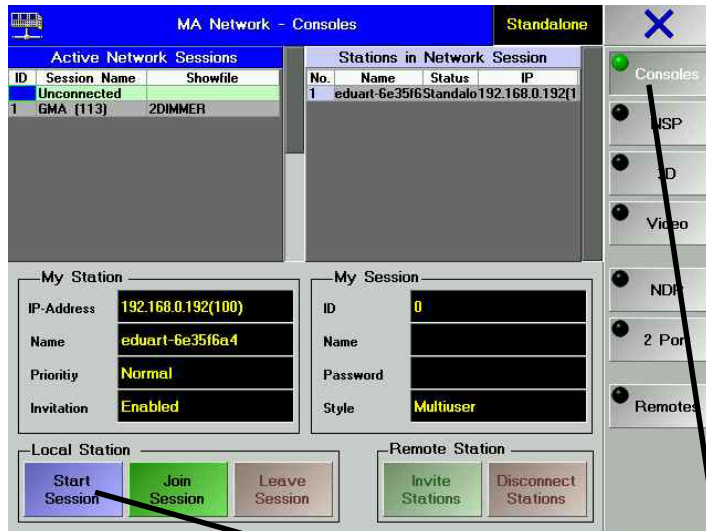 MA Network - Consoles
Standalone
Active Network Sessions
Stations in Network Session
ID Session Name Showfile
No. Name Status IP
Unconnected
1 GMA (113) 2DIMMER
1 eduart-6e35f6 Standalo 192.168.0.192(1
Consoles
NSP
3D
Video
NDP
2 Port
Remotes
My Station
IP-Address 192.168.0.192(100)
Name eduart-6e35f6a4
Prioritiy Normal
Invitation Enabled
My Session
ID 0
Name
Password
Style Multiuser
Local Station
Start Session
Join Session
Leave Session
Remote Station
Invite Stations
Disconnect Stations